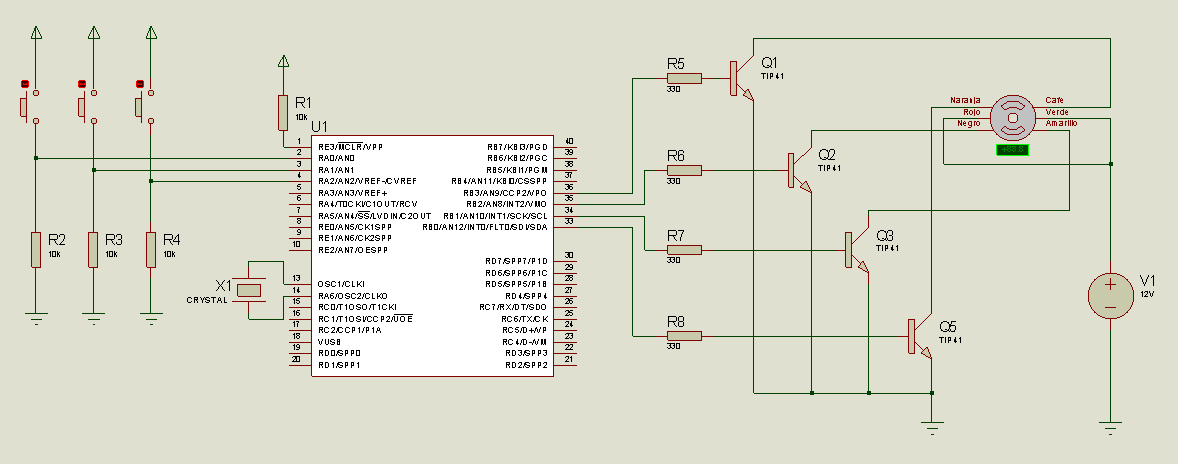 R1
10k
U1
R2
10k
R3
10k
R4
10k
X1
CRYSTAL
1
2
3
4
5
6
7
8
9
10
13
14
15
16
17
18
19
20
RE3/MCLR/VPP
RA0/AN0
RA1/AN1
RA2/AN2/VREF-/CVREF
RA3/AN3/VREF+
RA4/T0CKI/C1OUT/RCV
RA5/AN4/SS/LVDIN/C2OUT
RE0/AN5/CK1SPP
RE1/AN6/CK2SPP
RE2/AN7/OESPP
OSC1/CLKI
RA6/OSC2/CLKO
RC0/T1OSO/T1CKI
RC1/T1OSI/CCP2/UOE
RC2/CCP1/P1A
VUSB
RD0/SPP0
RD1/SPP1
RB7/KBI3/PGD
RB6/KBI2/PGC
RB5/KBI1/PGM
RB4/AN11/KBI0/CSSPP
RB3/AN9/CCP2/VPO
RB2/AN8/INT2/VMO
RB1/AN10/INT1/SCK/SCL
RB0/AN12/INT0/FLT0/SDI/SDA
RD7/SPP7/P1D
RD6/SPP6/P1C
RD5/SPP5/P1B
RD4/SPP4
RC7/RX/DT/SDO
RC6/TX/CK
RC5/D+/VP
RC4/D-/VM
RD3/SPP3
RD2/SPP2
40
39
38
37
36
35
34
33
30
29
28
27
26
25
24
23
22
21
R5
330
R6
330
R7
330
R8
330
Q1
TIP41
Q2
TIP41
Q3
TIP41
Q5
TIP41
Naranja
Rojo
Negro
Cafe
Verde
Amarillo
V1
12V